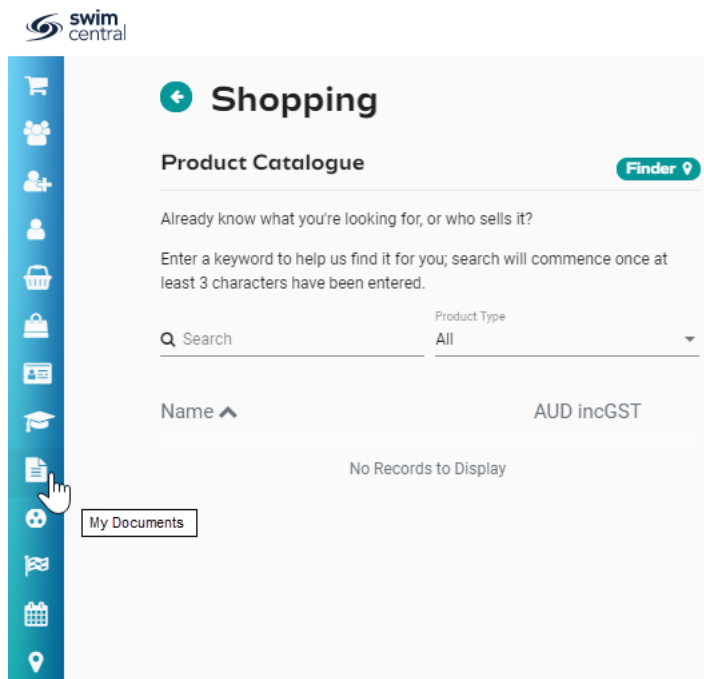 swim
central
Shopping
Product Catalogue
Finder
Already know what you're looking for, or who sells it?
Enter a keyword to help us find it for you; search will commence once at
least 3 characters have been entered.
Product Type
Search
All
Name
AUD incGST
No Records to Display
My Documents